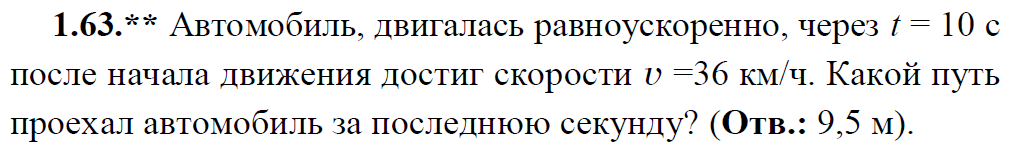 1.63.** Автомобиль, двигалась равноускоренно, через t = 10 с
после начала движения достиг скорости υ =36 км/ч. Какой путь
проехал автомобиль за последнюю секунду? (Отв.: 9,5 м).